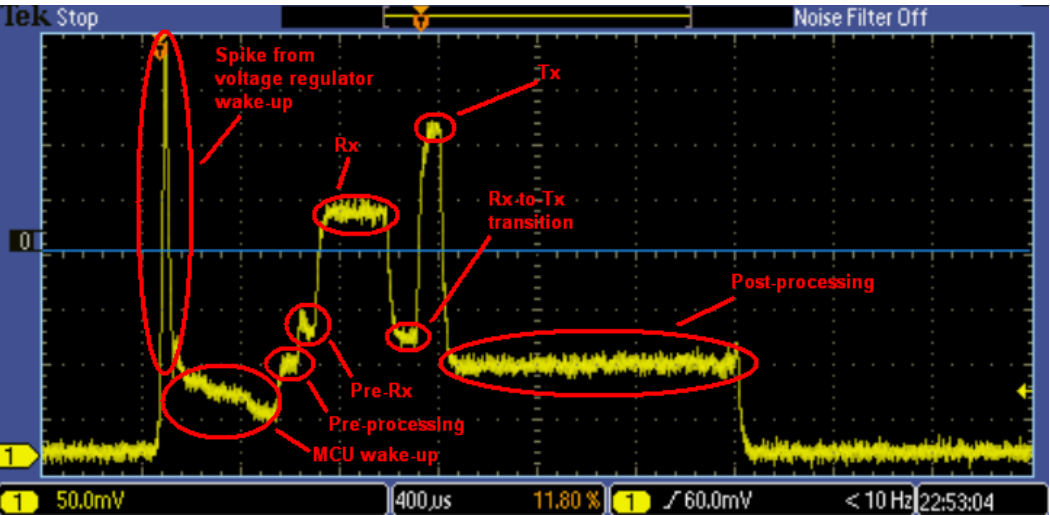 Tek Stop
Noise Filter Off
Spike from
voltage regulator
wake-up
Tx
Rx
Rx-to-Tx
transition
0
Post-processing
Pre-Rx
Pre-processing
MCU wake-up
1
1 50.0mV
400µs
11.80 %
1 60.0mV
< 10 Hz
22:53:04